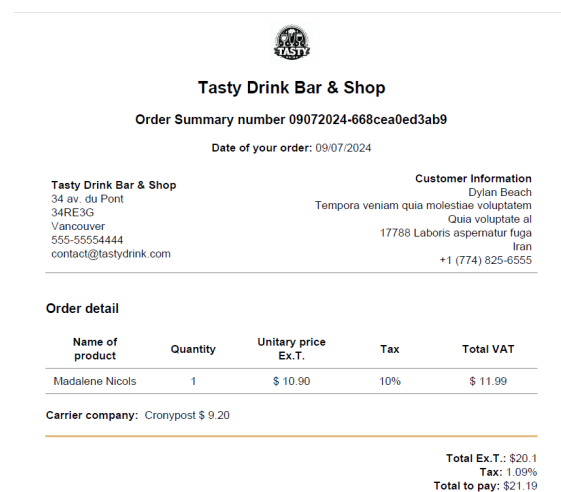 TASTY
Tasty Drink Bar & Shop
Order Summary number 09072024-668cea0ed3ab9
Date of your order: 09/07/2024
Tasty Drink Bar & Shop
34 av. du Pont
34RE3G
Vancouver
555-55554444
contact@tastydrink.com
Customer Information
Dylan Beach
Tempora veniam quia molestiae voluptatem
Quia voluptate al
17788 Laboris aspernatur fuga
Iran
+1 (774) 825-6555
Order detail
Name of product Quantity Unitary price Ex.T. Tax Total VAT
Madalene Nicols 1 $ 10.90 10% $ 11.99
Carrier company: Cronypost $ 9.20
Total Ex.T.: $20.1
Tax: 1.09%
Total to pay: $21.19